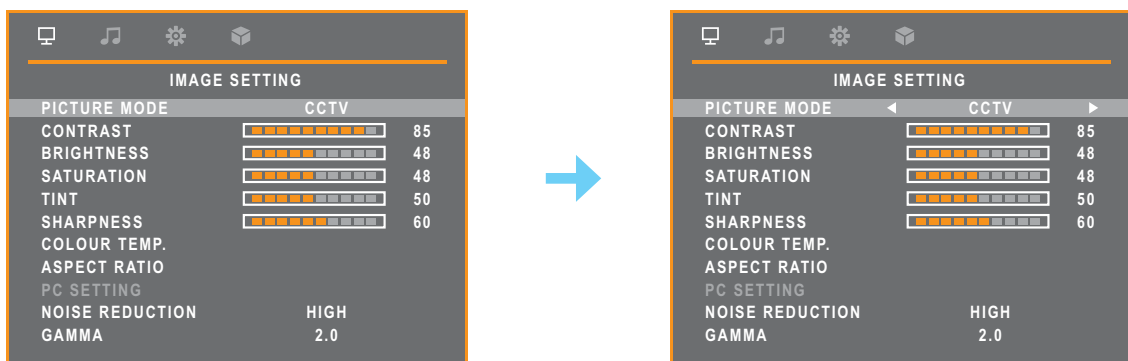 IMAGE SETTING
PICTURE MODE CCTV
CONTRAST 85
BRIGHTNESS 48
SATURATION 48
TINT 50
SHARPNESS 60
COLOUR TEMP.
ASPECT RATIO
PC SETTING
NOISE REDUCTION HIGH
GAMMA 2.0
IMAGE SETTING
PICTURE MODE CCTV
CONTRAST 85
BRIGHTNESS 48
SATURATION 48
TINT 50
SHARPNESS 60
COLOUR TEMP.
ASPECT RATIO
PC SETTING
NOISE REDUCTION HIGH
GAMMA 2.0